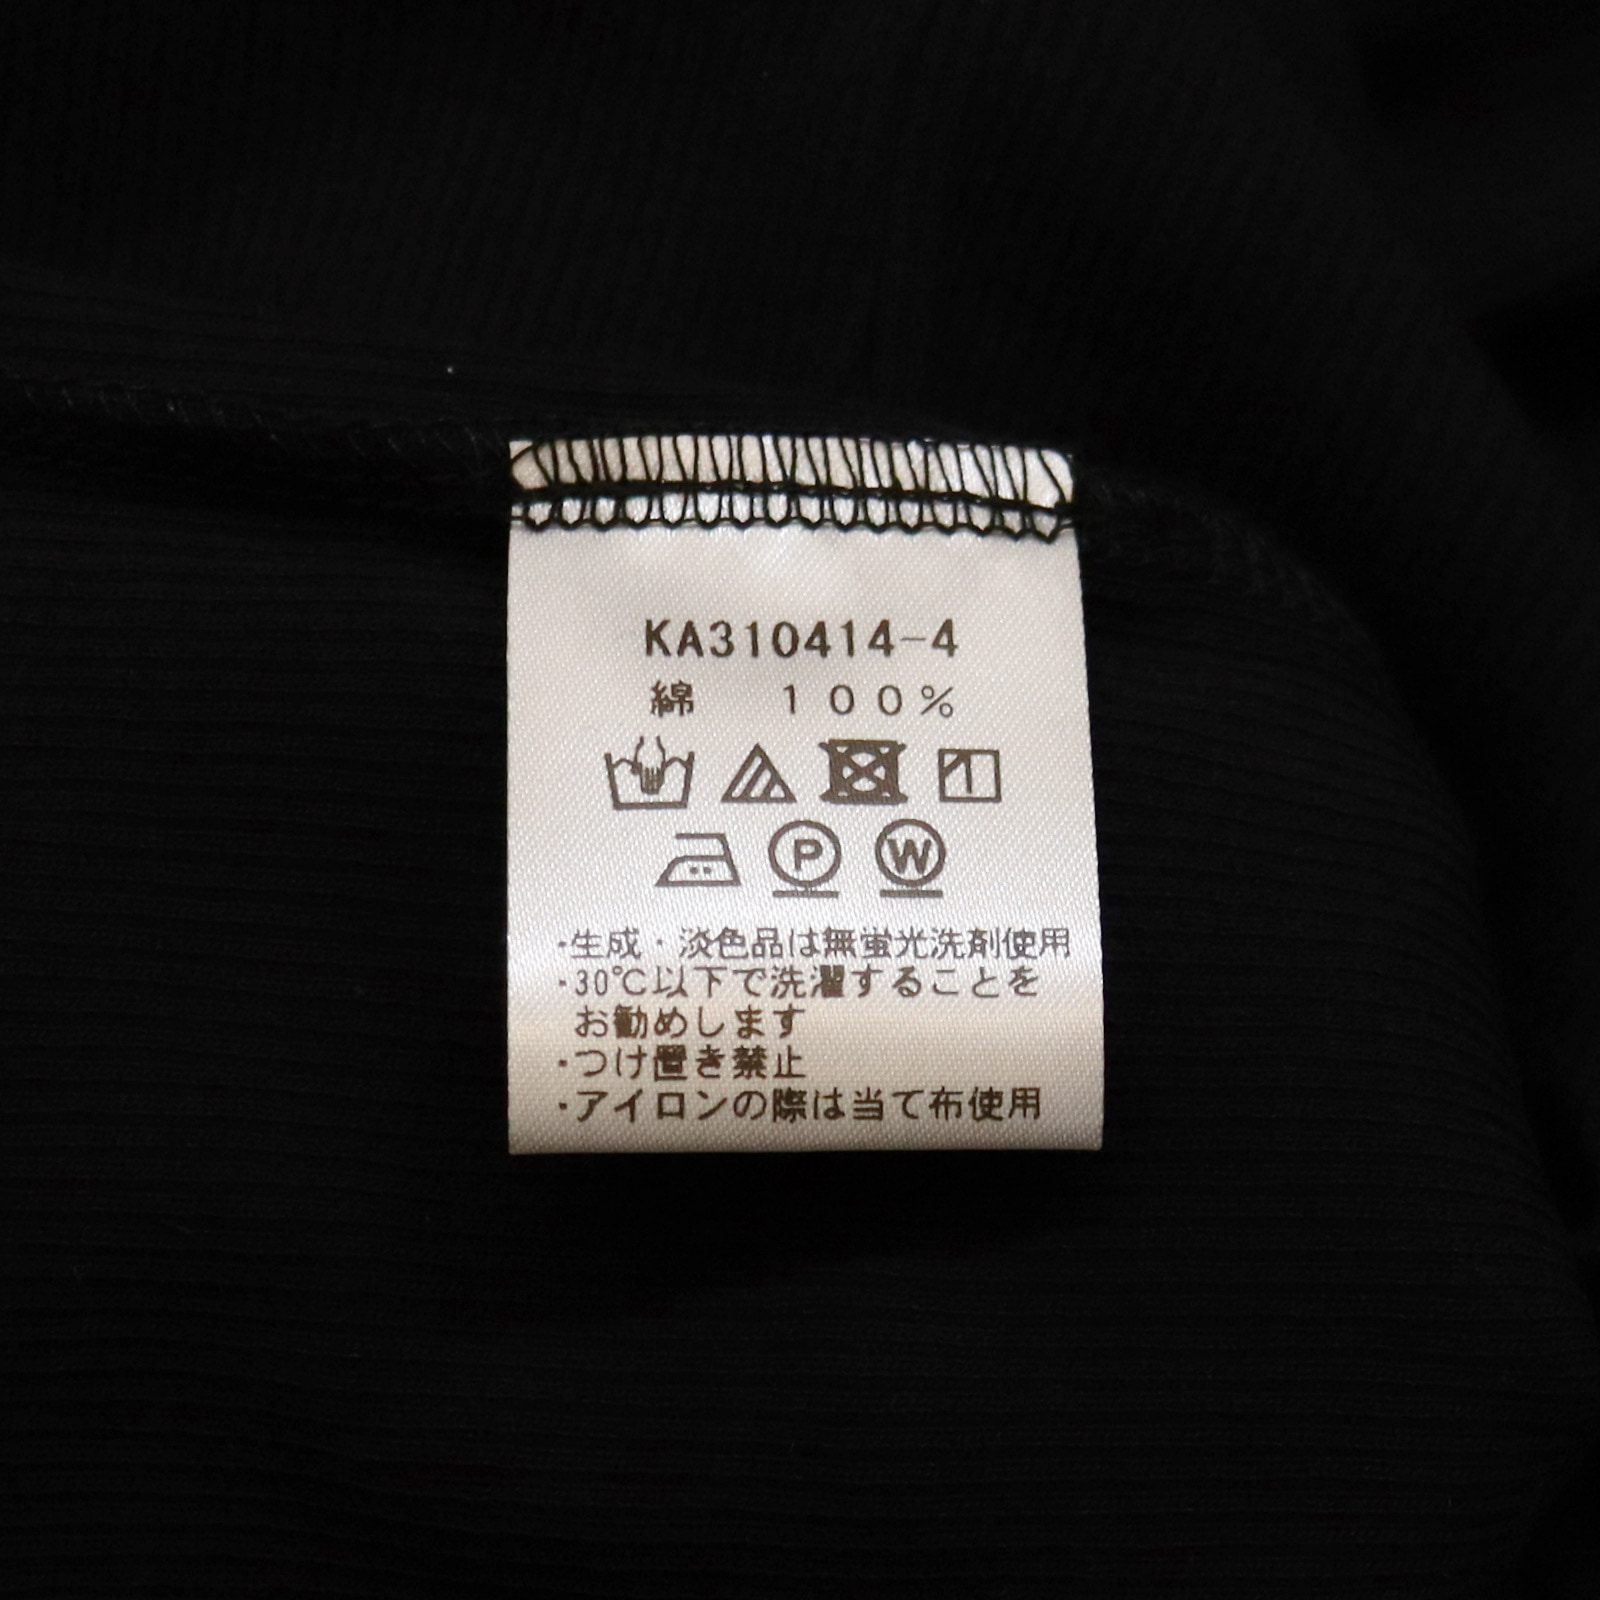 KA310414-4
綿 100%
P W
・生成・淡色品は無蛍光洗剤使用
・30℃以下で洗濯することを
お勧めします
・つけ置き禁止
・アイロンの際は当て布使用